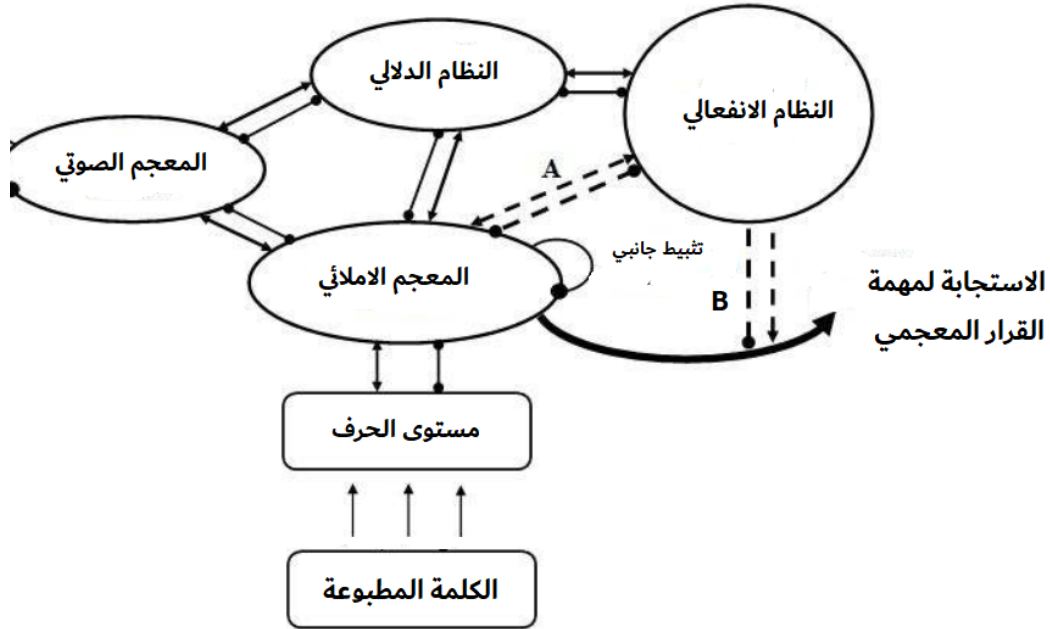 النظام الدلالي
النظام الانفعالي
المعجم الصوتي
A
تثبيط جانبي
المعجم الاملائي
B
الاستجابة لمهمة
القرار المعجمي
مستوى الحرف
الكلمة المطبوعة